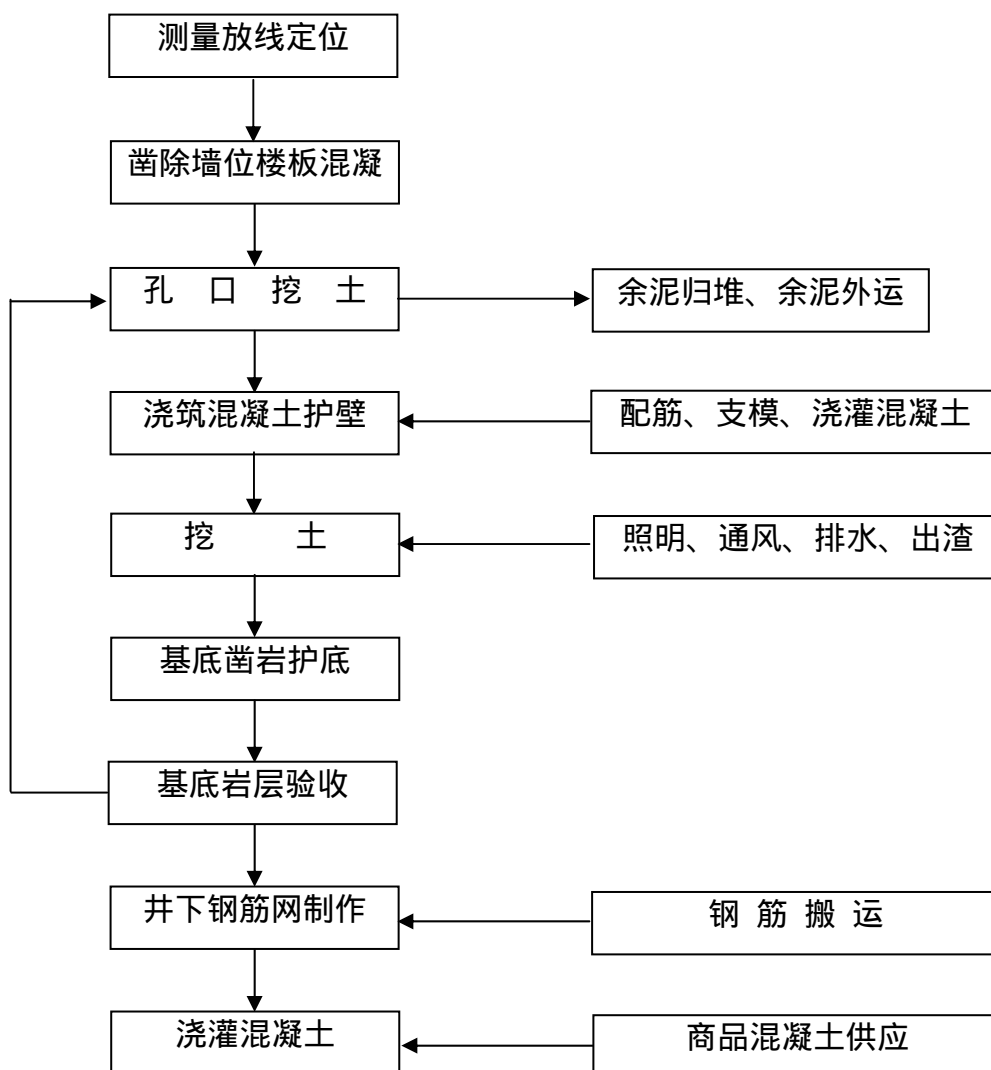 测量放线定位
凿除墙位楼板混凝
孔 口 挖 土
余泥归堆、余泥外运
浇筑混凝土护壁
配筋、支模、浇灌混凝土
挖 土
照明、通风、排水、出渣
基底凿岩护底
基底岩层验收
井下钢筋网制作
钢 筋 搬 运
浇灌混凝土
商品混凝土供应